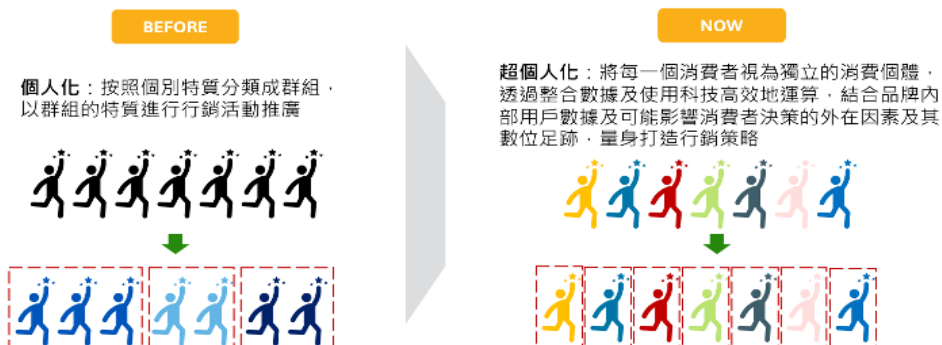 BEFORE
個人化：按照個別特質分類成群組，
以群組的特質進行行銷活動推廣
NOW
超個人化：將每一個消費者視為獨立的消費個體，
透過整合數據及使用科技高效地運算，結合品牌內
部用戶數據及可能影響消費者決策的外在因素及其
數位足跡，量身打造行銷策略